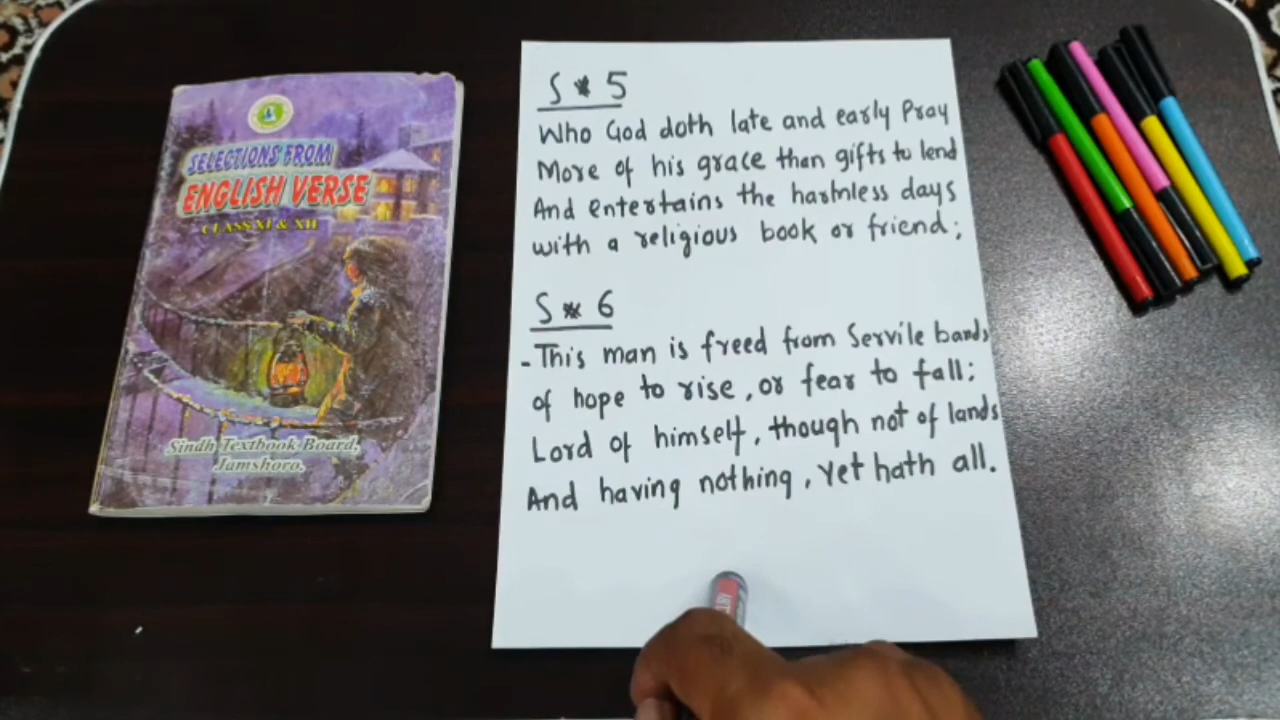 SELECTIONS FROM
ENGLISH VERSE
CLASS XI & XII
Sindh Textbook Board,
Jamshoro.
S * 5
Who God doth late and early Pray
More of his grace than gifts to lend
And entertains the harmless days
with a religious book or friend;
S * 6
- This man is freed from Servile bands
of hope to rise, or fear to fall;
Lord of himself, though not of lands
And having nothing, Yet hath all.